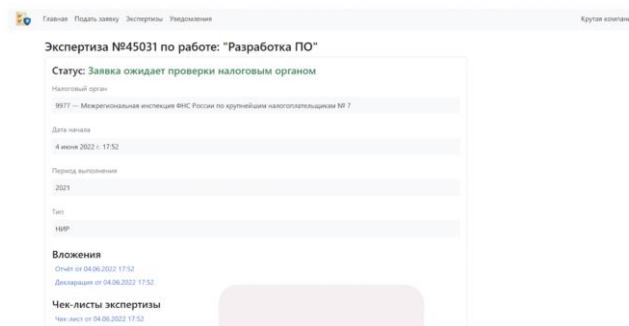 Главная Подать заявку Экспертизы Уведомления Крутая компани
Экспертиза №45031 по работе: "Разработка ПО"
Статус: Заявка ожидает проверки налоговым органом
Налоговый орган
9977 — Межрегиональная инспекция ФНС России по крупнейшим налогоплательщикам № 7
Дата начала
4 июня 2022 г. 17:52
Период выполнения
2021
Тип
НИР
Вложения
Отчёт от 04.06.2022 17:52
Декларация от 04.06.2022 17:52
Чек-листы экспертизы
Чек-лист от 04.06.2022 17:52